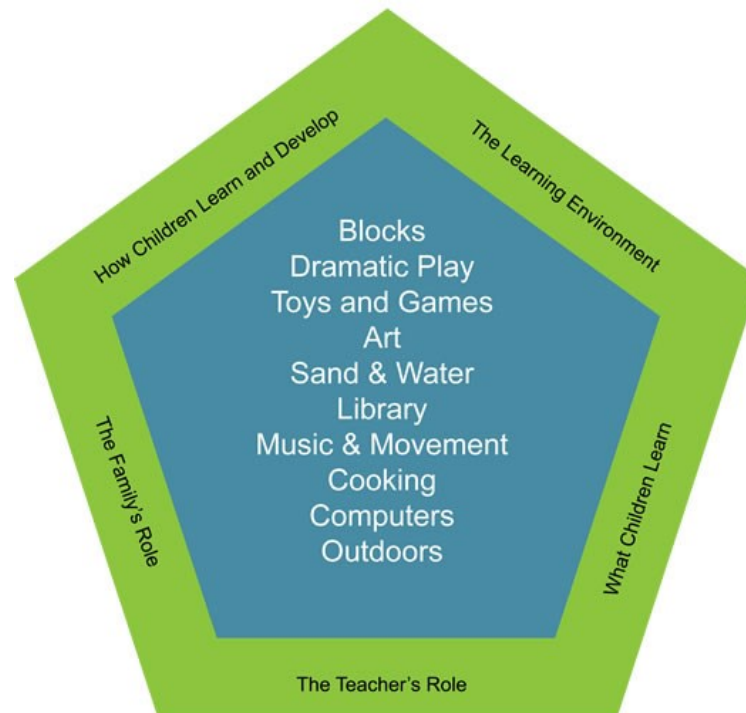 How Children Learn and Develop
The Learning Environment
Blocks
Dramatic Play
Toys and Games
Art
Sand & Water
Library
Music & Movement
Cooking
Computers
Outdoors
The Family's Role
What Children Learn
The Teacher's Role